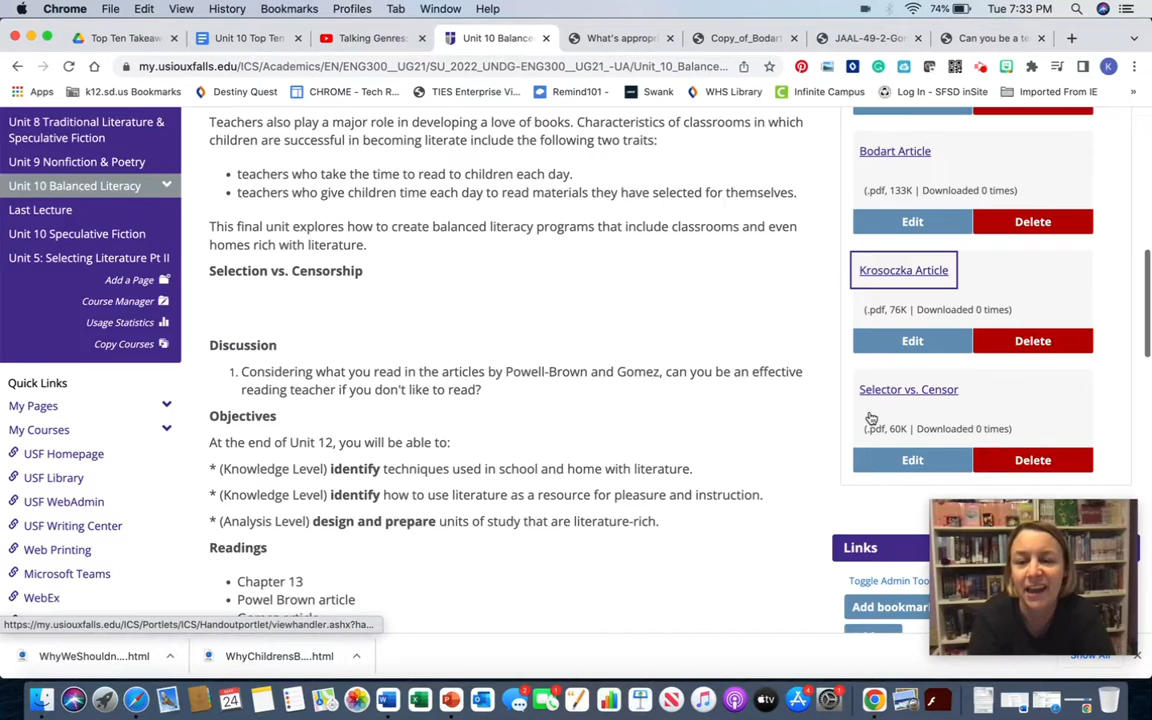 Chrome File Edit View History Bookmarks Profiles Tab Window Help 74% Tue 7:33 PM
Top Ten Takeaw Unit 10 Top Ten Talking Genres: Unit 10 Balance What's approp Copy_of_Bodart JAAL-49-2-Go Can you be a te
my.usiouxfalls.edu/ICS/Academics/EN/ENG300__UG21/SU_2022_UNDG-ENG300__UG21_-UA/Unit_10_Balance... K
Apps k12.sd.us Bookmarks Destiny Quest CHROME - Tech R... TIES Enterprise Vi... Remind101 - Swank WHS Library Infinite Campus Log In - SFSD inSite Imported From IE »
Unit 8 Traditional Literature &
Speculative Fiction
Unit 9 Nonfiction & Poetry
Unit 10 Balanced Literacy
Last Lecture
Unit 10 Speculative Fiction
Unit 5: Selecting Literature Pt II
Add a Page
Course Manager
Usage Statistics
Copy Courses
Quick Links
My Pages
My Courses
USF Homepage
USF Library
USF WebAdmin
USF Writing Center
Web Printing
Microsoft Teams
WebEx
Teachers also play a major role in developing a love of books. Characteristics of classrooms in which
children are successful in becoming literate include the following two traits:
• teachers who take the time to read to children each day.
• teachers who give children time each day to read materials they have selected for themselves.
This final unit explores how to create balanced literacy programs that include classrooms and even
homes rich with literature.
Selection vs. Censorship
Discussion
1. Considering what you read in the articles by Powell-Brown and Gomez, can you be an effective
reading teacher if you don't like to read?
Objectives
At the end of Unit 12, you will be able to:
* (Knowledge Level) identify techniques used in school and home with literature.
* (Knowledge Level) identify how to use literature as a resource for pleasure and instruction.
* (Analysis Level) design and prepare units of study that are literature-rich.
Readings
• Chapter 13
• Powel Brown article
Bodart Article
(.pdf, 133K | Downloaded 0 times)
Edit Delete
Krosoczka Article
(.pdf, 76K | Downloaded 0 times)
Edit Delete
Selector vs. Censor
(.pdf, 60K | Downloaded 0 times)
Edit Delete
Links
Toggle Admin Too
Add bookmar
https://my.usiouxfalls.edu/ICS/Portlets/ICS/Handoutportlet/viewhandler.ashx?ha...
WhyWeShouldn....html WhyChildrensB....html